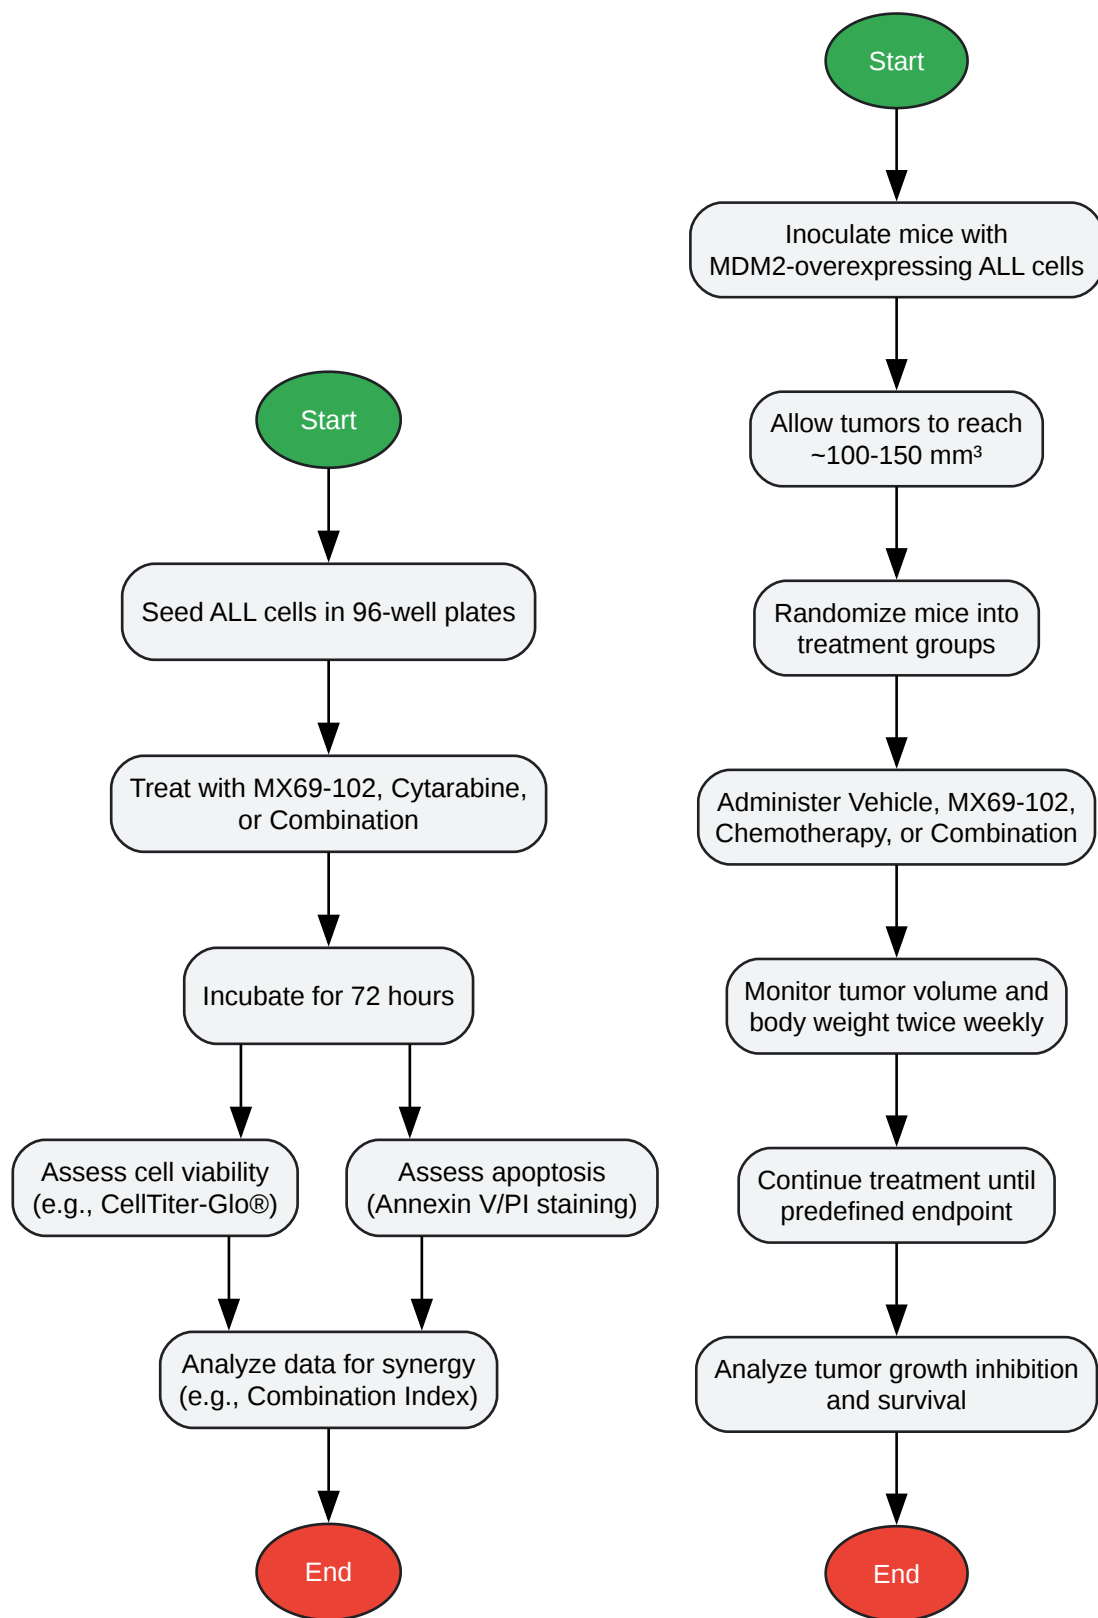 Start
Seed ALL cells in 96-well plates
Treat with MX69-102, Cytarabine,
or Combination
Incubate for 72 hours
Assess cell viability
(e.g., CellTiter-Glo®)
Assess apoptosis
(Annexin V/PI staining)
Analyze data for synergy
(e.g., Combination Index)
End
Start
Inoculate mice with
MDM2-overexpressing ALL cells
Allow tumors to reach
~100-150 mm³
Randomize mice into
treatment groups
Administer Vehicle, MX69-102,
Chemotherapy, or Combination
Monitor tumor volume and
body weight twice weekly
Continue treatment until
predefined endpoint
Analyze tumor growth inhibition
and survival
End